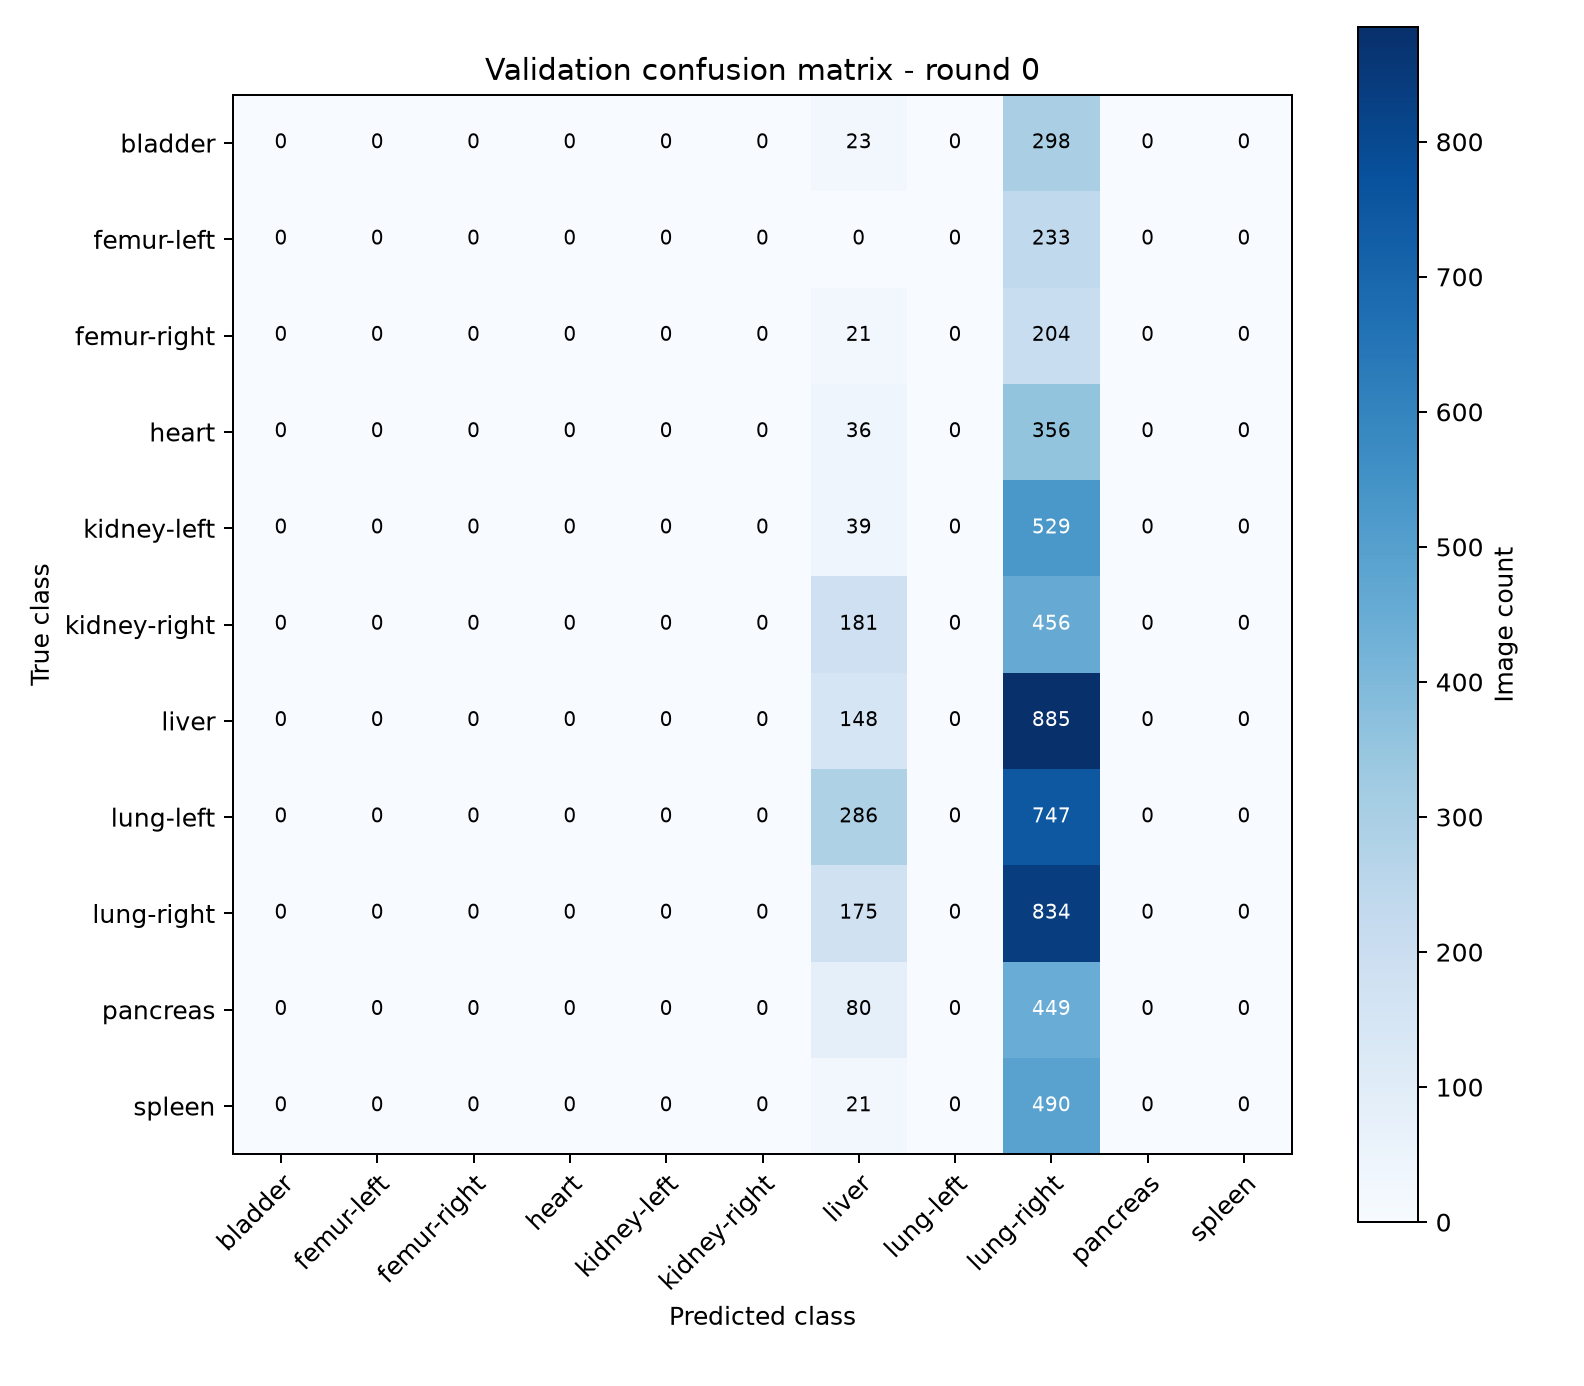 Validation confusion matrix - round 0
bladder 0 0 0 0 0 0 23 0 298 0 0
femur-left 0 0 0 0 0 0 0 0 233 0 0
femur-right 0 0 0 0 0 0 21 0 204 0 0
heart 0 0 0 0 0 0 36 0 356 0 0
kidney-left 0 0 0 0 0 0 39 0 529 0 0
kidney-right 0 0 0 0 0 0 181 0 456 0 0
liver 0 0 0 0 0 0 148 0 885 0 0
lung-left 0 0 0 0 0 0 286 0 747 0 0
lung-right 0 0 0 0 0 0 175 0 834 0 0
pancreas 0 0 0 0 0 0 80 0 449 0 0
spleen 0 0 0 0 0 0 21 0 490 0 0
True class
bladder femur-left femur-right heart kidney-left kidney-right liver lung-left lung-right pancreas spleen
Predicted class
800
700
600
500
400
300
200
100
0
Image count